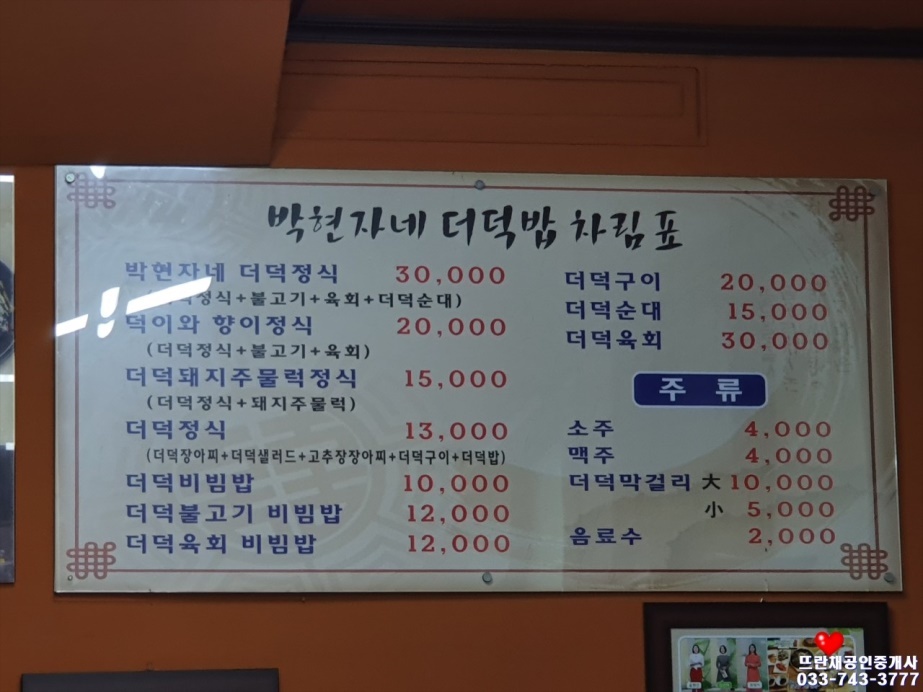 박현자네 더덕밥 차림표
박현자네 더덕정식 30,000
덕정식+불고기+육회+더덕순대)
덕이와 향이정식 20,000
(더덕정식+불고기+육회)
더덕돼지주물럭정식 15,000
(더덕정식+돼지주물럭)
더덕정식 13,000
(더덕장아찌+더덕샐러드+고추장장아찌+더덕구이+더덕밥)
더덕비빔밥 10,000
더덕불고기 비빔밥 12,000
더덕육회 비빔밥 12,000
더덕구이 20,000
더덕순대 15,000
더덕육회 30,000
주 류
소주 4,000
맥주 4,000
더덕막걸리 大 10,000
小 5,000
음료수 2,000
뜨란채공인중개사
033-743-3777